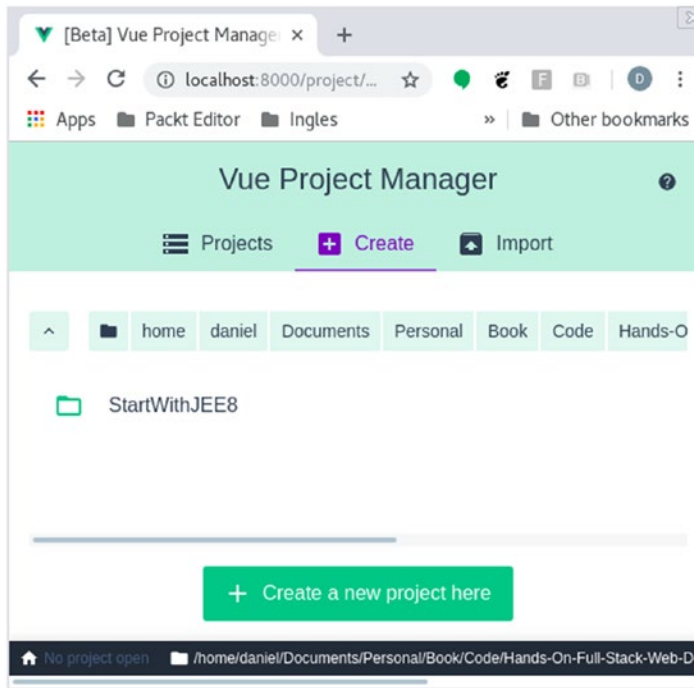 [Beta] Vue Project Manage
localhost:8000/project/...
F B D
Apps Packt Editor Ingles » Other bookmarks
Vue Project Manager
Projects Create Import
home daniel Documents Personal Book Code Hands-O
StartWithJEE8
+ Create a new project here
No project open /home/daniel/Documents/Personal/Book/Code/Hands-On-Full-Stack-Web-D